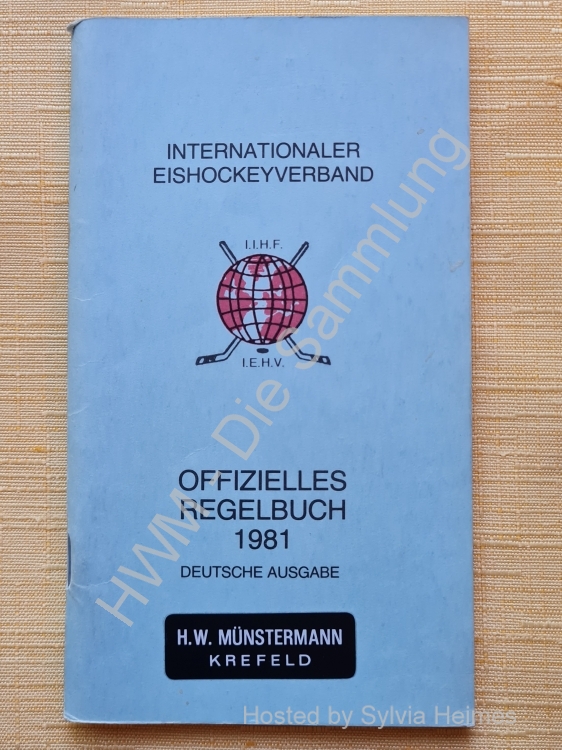 INTERNATIONALER
EISHOCKEYVERBAND
I.I.H.F.
I.E.H.V.
OFFIZIELLES
REGELBUCH
1981
DEUTSCHE AUSGABE
H.W. MÜNSTERMANN
KREFELD
HWM - Die Sammlung
Hosted by Sylvia Heimes